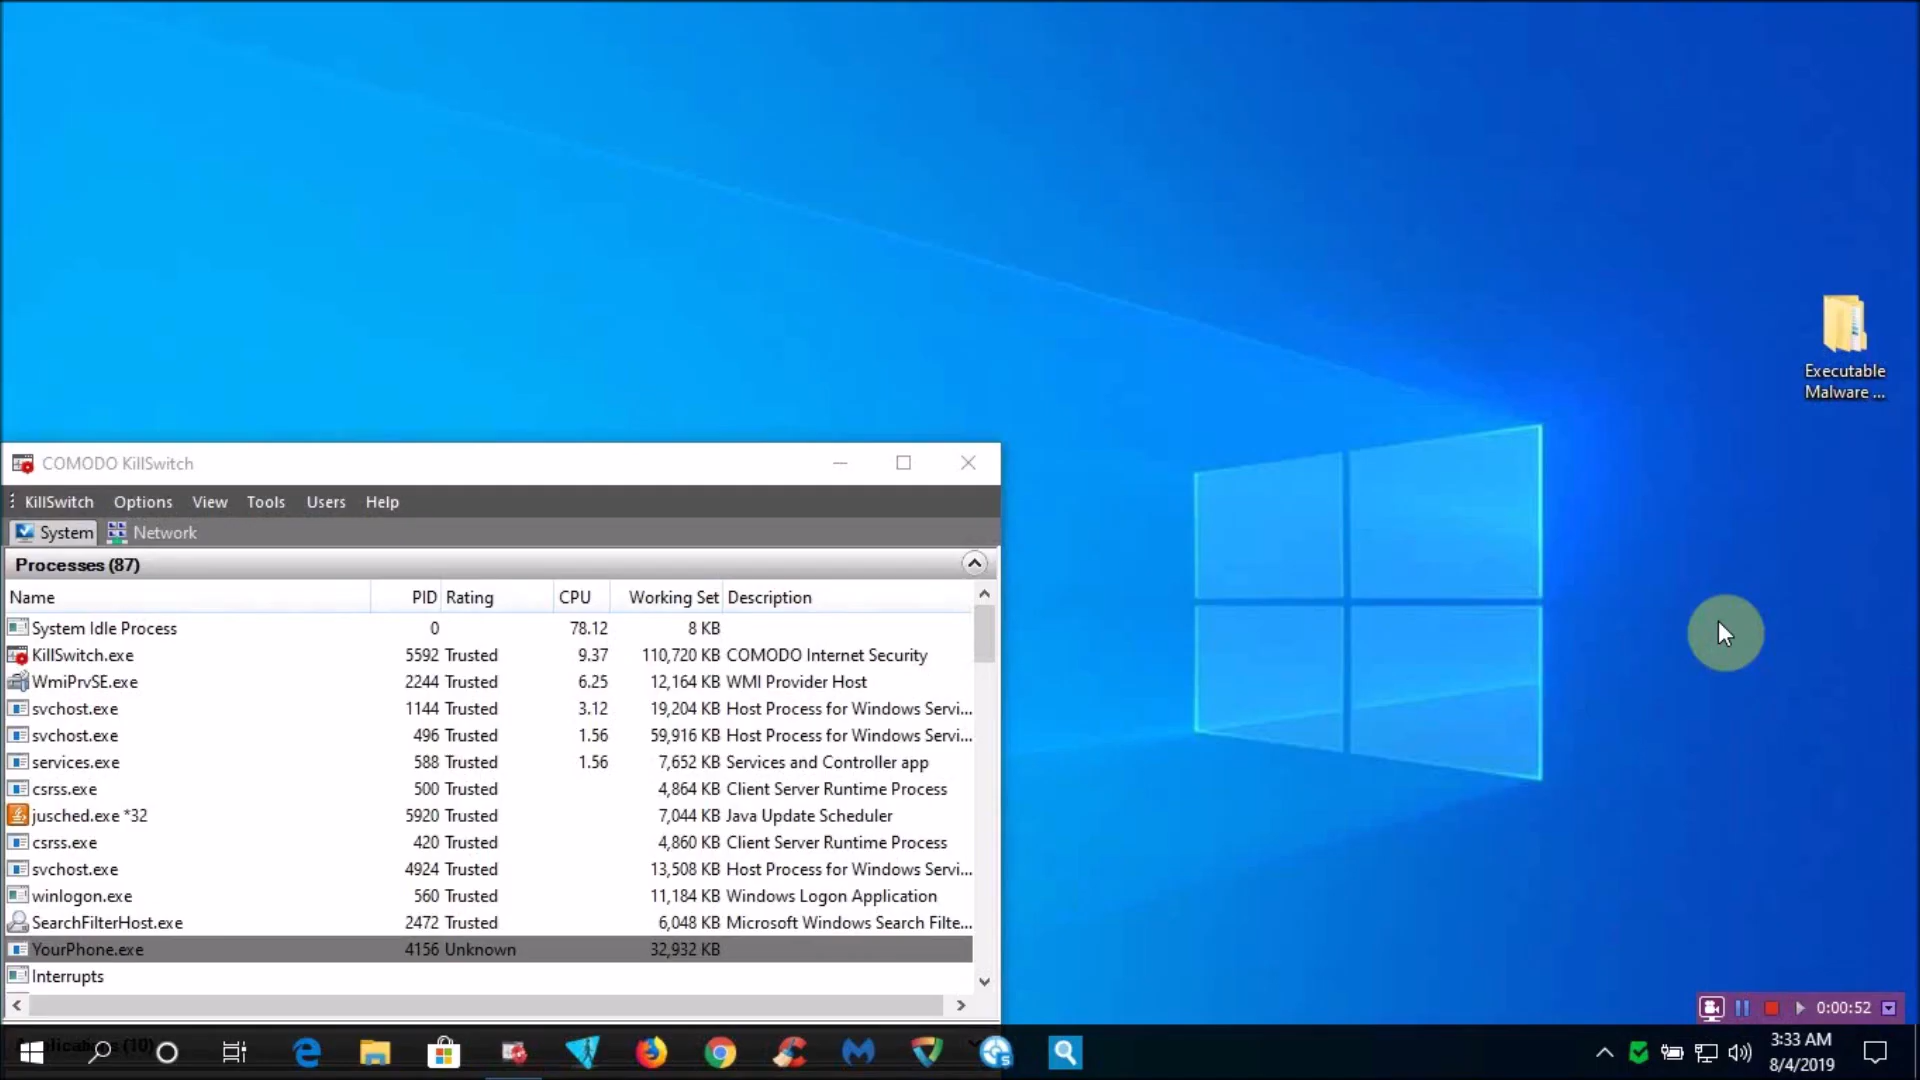 Executable
Malware ...
COMODO KillSwitch
KillSwitch Options View Tools Users Help
System Network
Processes (87)
Name PID Rating CPU Working Set Description
System Idle Process 0 78.12 8 KB
KillSwitch.exe 5592 Trusted 9.37 110,720 KB COMODO Internet Security
WmiPrvSE.exe 2244 Trusted 6.25 12,164 KB WMI Provider Host
svchost.exe 1144 Trusted 3.12 19,204 KB Host Process for Windows Servi...
svchost.exe 496 Trusted 1.56 59,916 KB Host Process for Windows Servi...
services.exe 588 Trusted 1.56 7,652 KB Services and Controller app
csrss.exe 500 Trusted 4,864 KB Client Server Runtime Process
jusched.exe *32 5920 Trusted 7,044 KB Java Update Scheduler
csrss.exe 420 Trusted 4,860 KB Client Server Runtime Process
svchost.exe 4924 Trusted 13,508 KB Host Process for Windows Servi...
winlogon.exe 560 Trusted 11,184 KB Windows Logon Application
SearchFilterHost.exe 2472 Trusted 6,048 KB Microsoft Windows Search Filte...
YourPhone.exe 4156 Unknown 32,932 KB
Interrupts
0:00:52
(10)
3:33 AM
8/4/2019